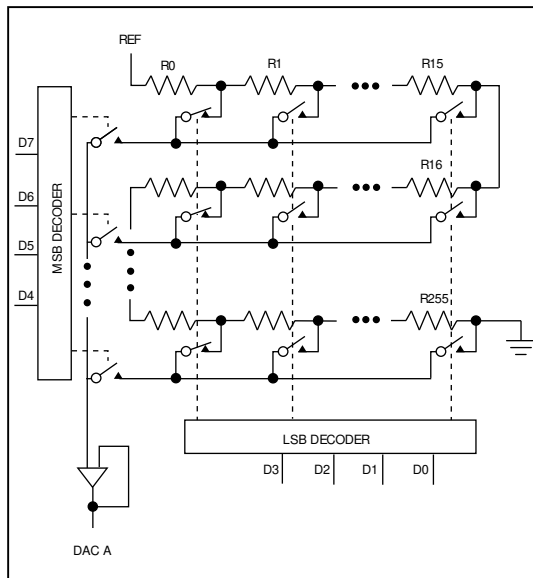 REF
R0
R1
R15
D7
D6
D5
D4
MSB DECODER
R16
R255
LSB DECODER
D3
D2
D1
D0
DAC A